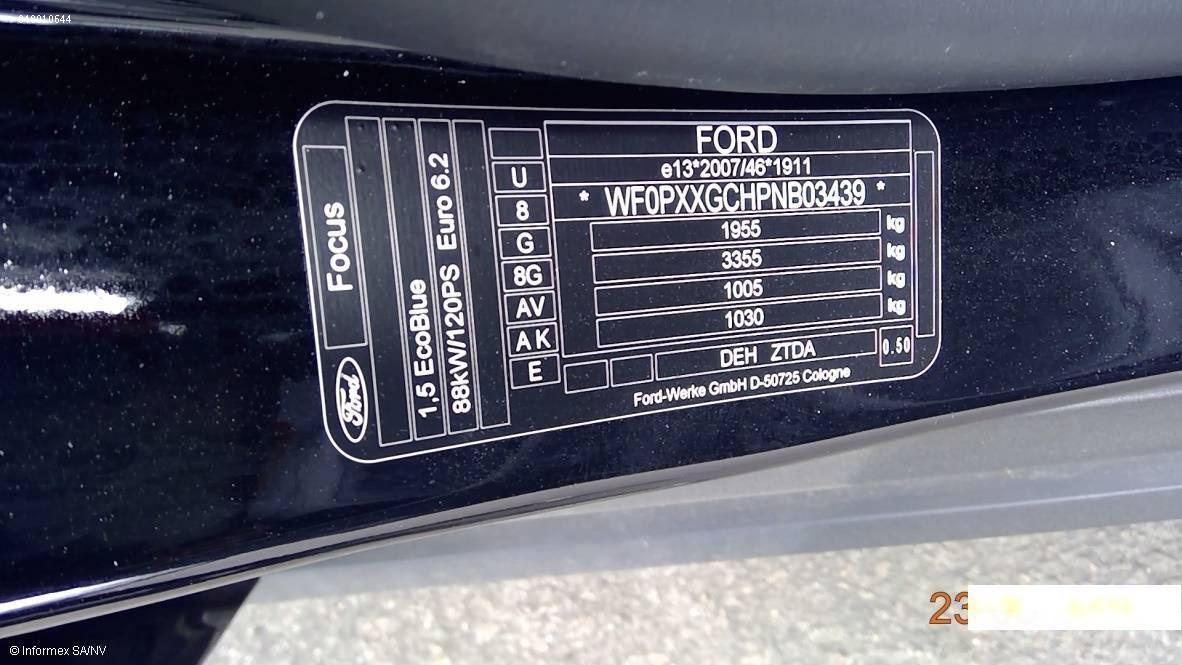 Focus
Ford
1,5 EcoBlue
88kW/120PS Euro 6.2
U
8
G
8G
AV
A K
E
FORD
e13*2007/46*1911
* WF0PXXGCHPNB03439 *
1955 kg
3355 kg
1005 kg
1030 kg
DEH ZTDA
0.50
Ford-Werke GmbH D-50725 Cologne
23
© Informex SA/NV